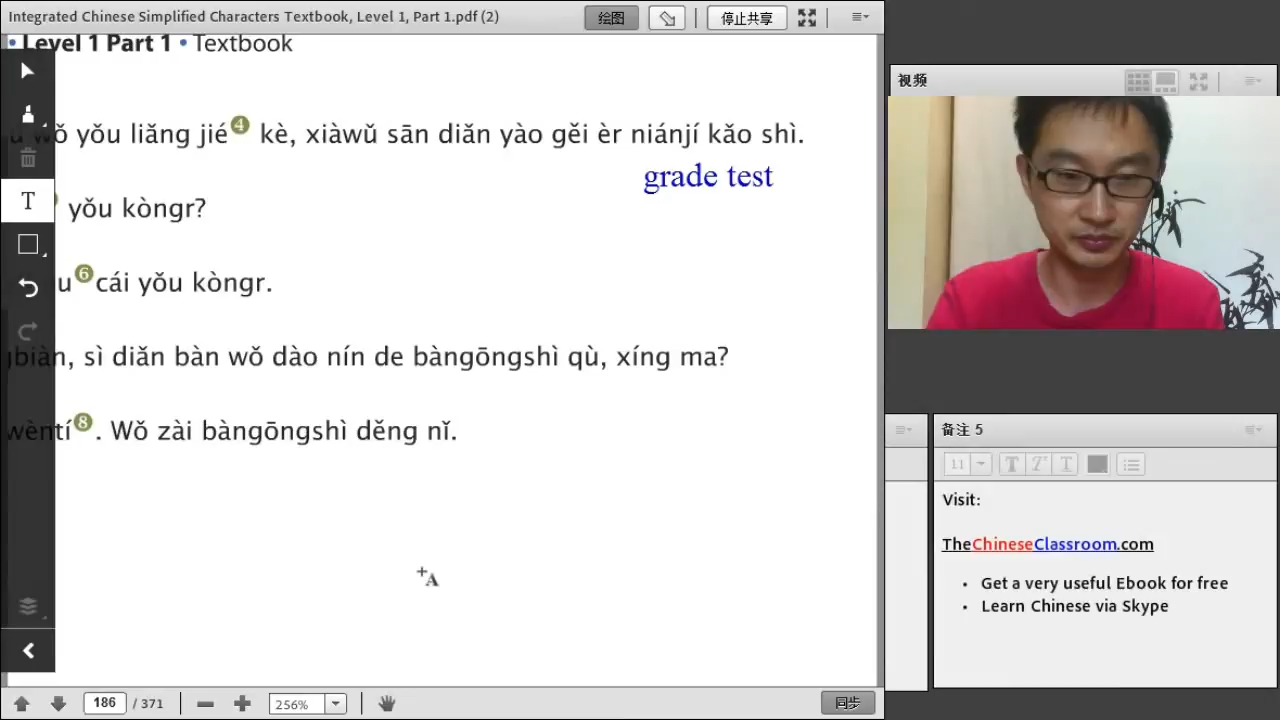 Integrated Chinese Simplified Characters Textbook, Level 1, Part 1.pdf (2)
绘图
停止共享
• Level 1 Part 1 • Textbook
wǒ yǒu liǎng jié④ kè, xiàwǔ sān diǎn yào gěi èr niánjí kǎo shì.
grade test
yǒu kòngr?
u⑥cái yǒu kòngr.
gbiàn, sì diǎn bàn wǒ dào nín de bàngōngshì qù, xíng ma?
wèntí⑧. Wǒ zài bàngōngshì děng nǐ.
T
A
186 / 371
256%
同步
视频
备注 5
11
T T T
Visit:
TheChineseClassroom.com
• Get a very useful Ebook for free
• Learn Chinese via Skype